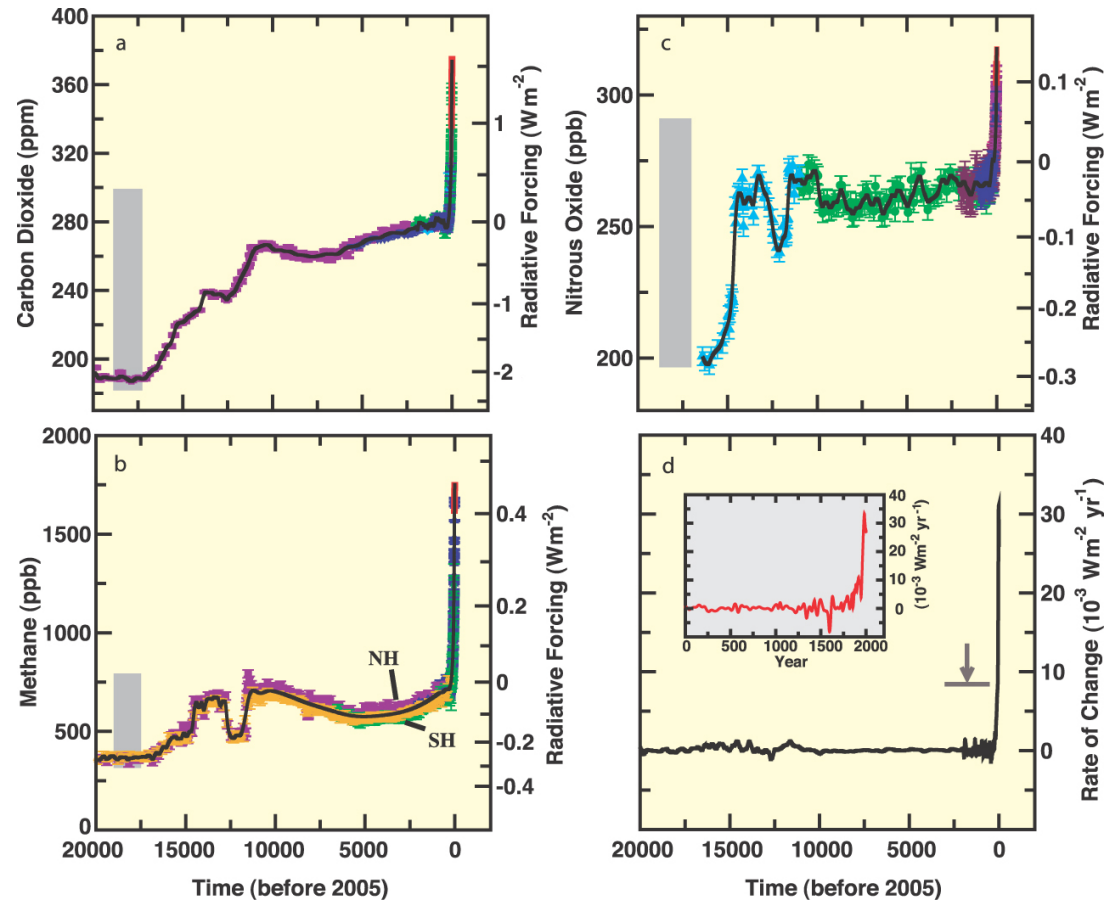 a
Carbon Dioxide (ppm)
400
360
320
280
240
200
1
0
-1
-2
Radiative Forcing (Wm-2)
c
Nitrous Oxide (ppb)
300
250
200
0.1
0
-0.1
-0.2
-0.3
Radiative Forcing (Wm-2)
b
Methane (ppb)
2000
1500
1000
500
0
NH
SH
0.4
0.2
0
-0.2
-0.4
Radiative Forcing (Wm-2)
20000 15000 10000 5000 0
Time (before 2005)
d
40
30
20
10
0
(10-3 Wm-2 yr-1)
0 500 1000 1500 2000
Year
40
30
20
10
0
Rate of Change (10-3 Wm-2 yr-1)
20000 15000 10000 5000 0
Time (before 2005)